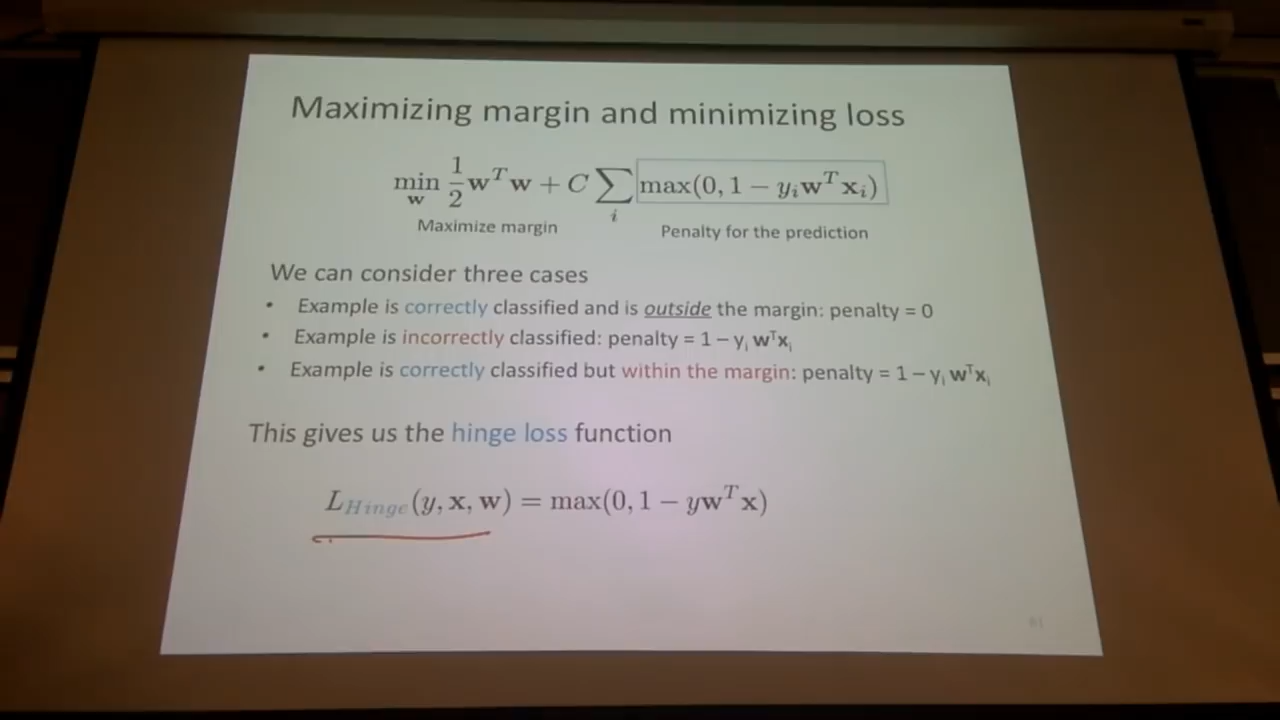 Maximizing margin and minimizing loss
min_w 1/2 w^T w + C ∑_i max(0, 1 − y_i w^T x_i)
Maximize margin
Penalty for the prediction
We can consider three cases
• Example is correctly classified and is outside the margin: penalty = 0
• Example is incorrectly classified: penalty = 1 – y_i w^T x_i
• Example is correctly classified but within the margin: penalty = 1 – y_i w^T x_i
This gives us the hinge loss function
L_Hinge(y, x, w) = max(0, 1 − yw^T x)